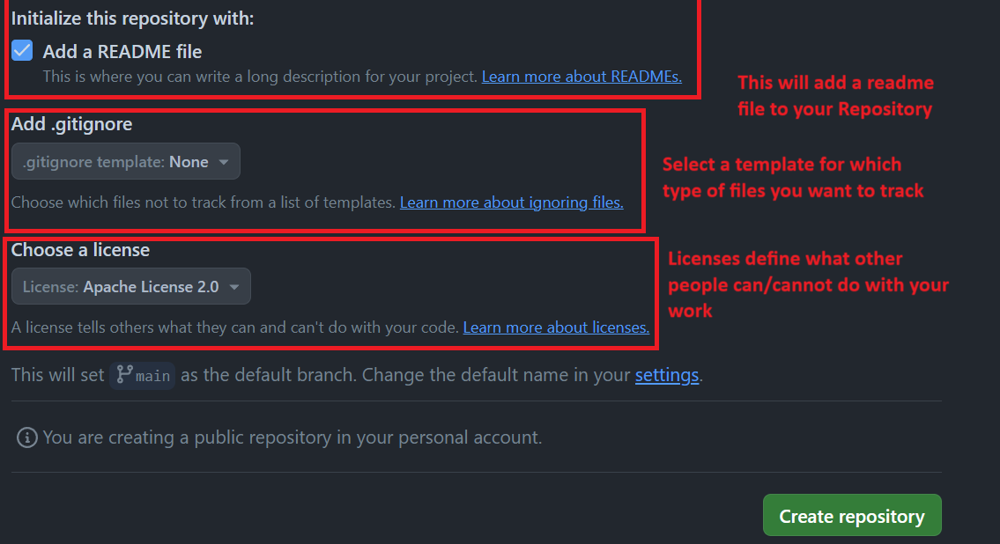 Initialize this repository with:
Add a README file
This is where you can write a long description for your project. Learn more about READMEs.
This will add a readme
file to your Repository
Add .gitignore
.gitignore template: None
Choose which files not to track from a list of templates. Learn more about ignoring files.
Select a template for which
type of files you want to track
Choose a license
License: Apache License 2.0
A license tells others what they can and can't do with your code. Learn more about licenses.
Licenses define what other
people can/cannot do with your
work
This will set main as the default branch. Change the default name in your settings.
You are creating a public repository in your personal account.
Create repository